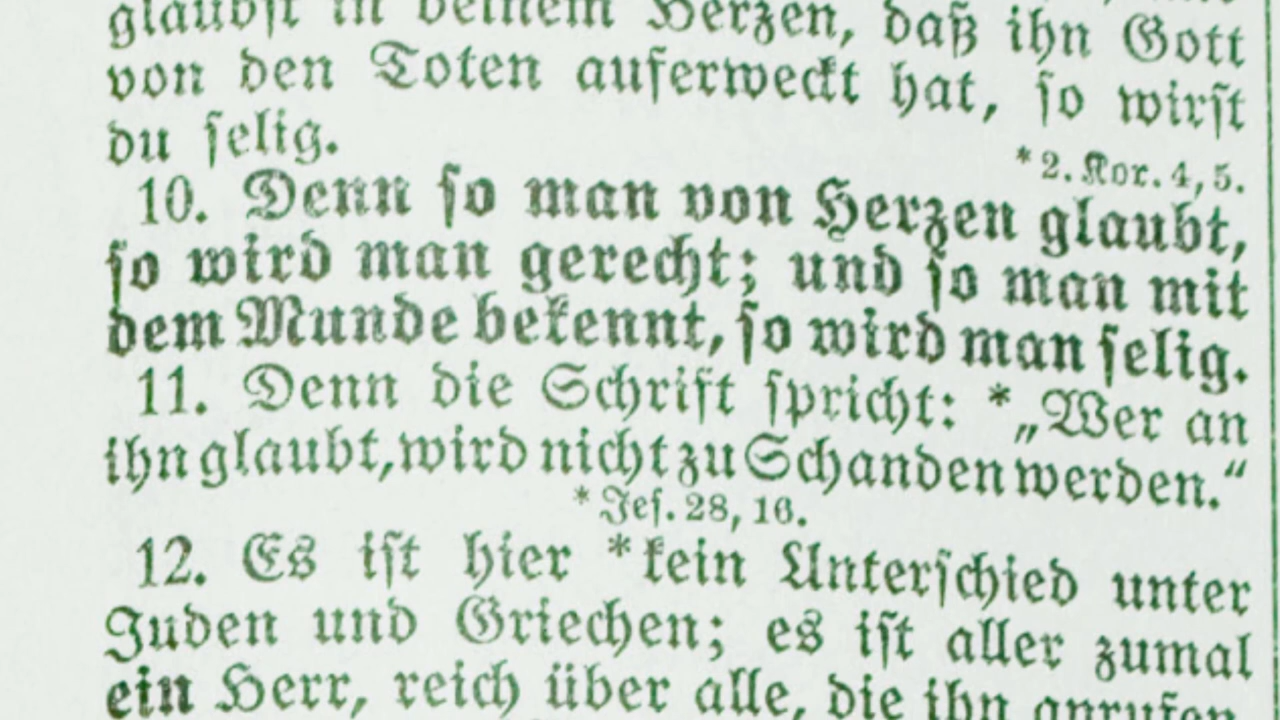 glaubst in deinem Herzen, daß ihn Gott
von den Toten auferweckt hat, so wirst
du selig.
* 2. Kor. 4, 5.
10. Denn so man von Herzen glaubt,
so wird man gerecht; und so man mit
dem Munde bekennt, so wird man selig.
11. Denn die Schrift spricht: * „Wer an
ihn glaubt, wird nicht zu Schanden werden.“
* Jes. 28, 16.
12. Es ist hier * kein Unterschied unter
Juden und Griechen; es ist aller zumal
ein Herr, reich über alle, die ihn anrufen.